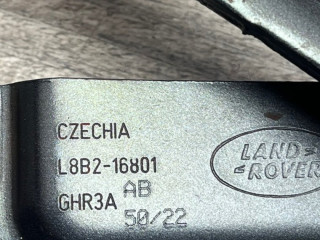 CZECHIA
L8B2-16801
AB
GHR3A
50/22
LAND
ROVER